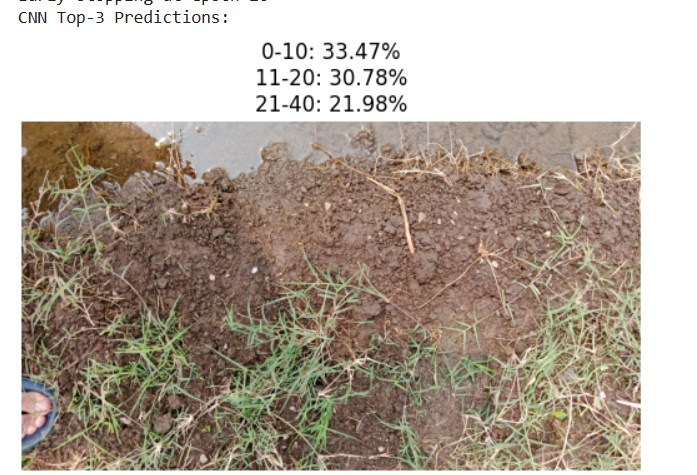 CNN Top-3 Predictions:
0-10: 33.47%
11-20: 30.78%
21-40: 21.98%